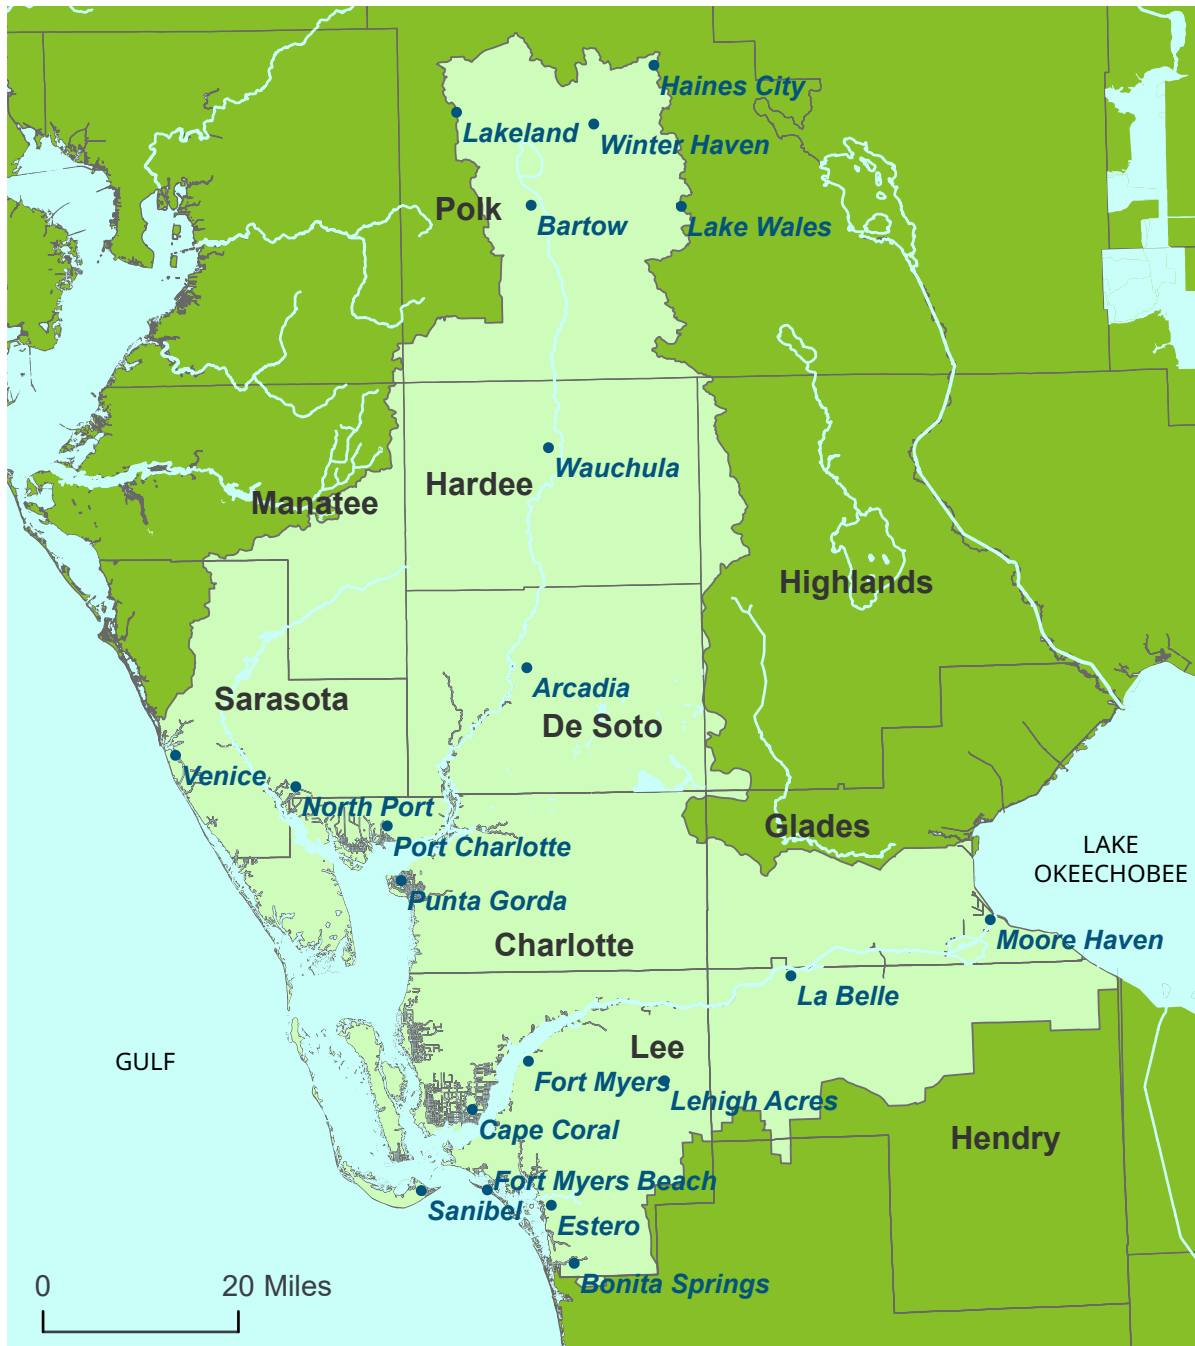 Haines City
Lakeland
Winter Haven
Polk
Bartow
Lake Wales
Wauchula
Hardee
Manatee
Highlands
Arcadia
Sarasota
De Soto
Venice
North Port
Glades
Port Charlotte
LAKE
OKEECHOBEE
Punta Gorda
Charlotte
Moore Haven
La Belle
Lee
GULF
Fort Myers
Lehigh Acres
Cape Coral
Hendry
Fort Myers Beach
Sanibel
Estero
Bonita Springs
0 20 Miles